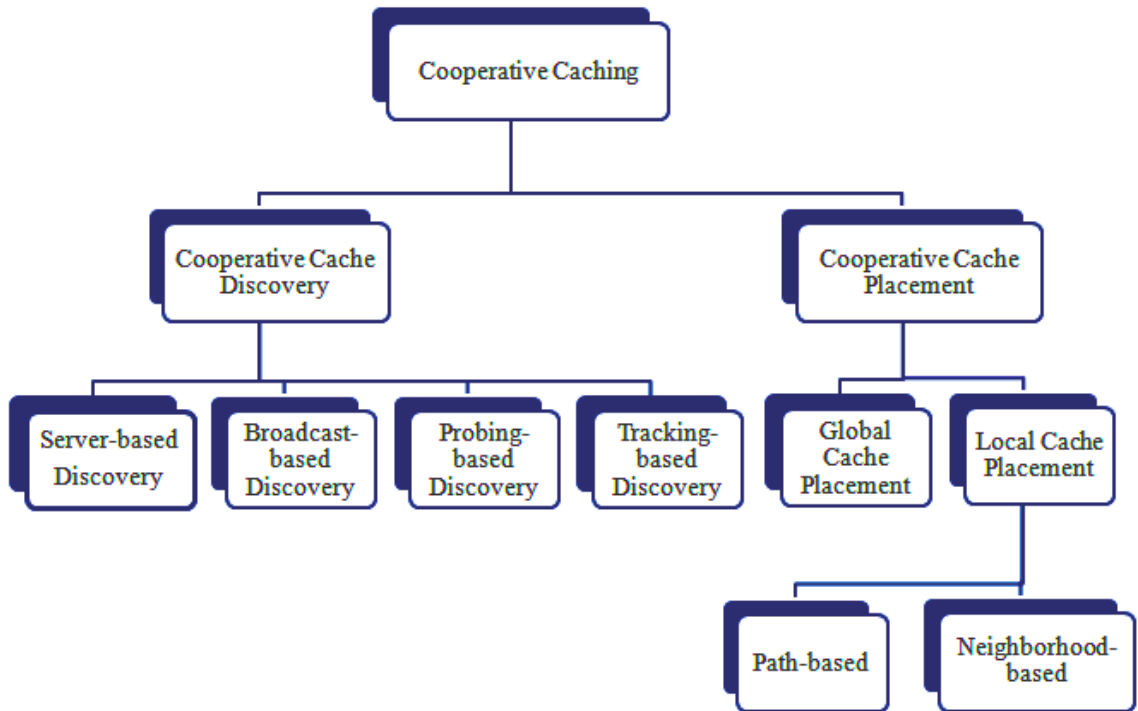 Cooperative Caching
Cooperative Cache
Discovery
Cooperative Cache
Placement
Server-based
Discovery
Broadcast-
based
Discovery
Probing-
based
Discovery
Tracking-
based
Discovery
Global
Cache
Placement
Local Cache
Placement
Path-based
Neighborhood-
based